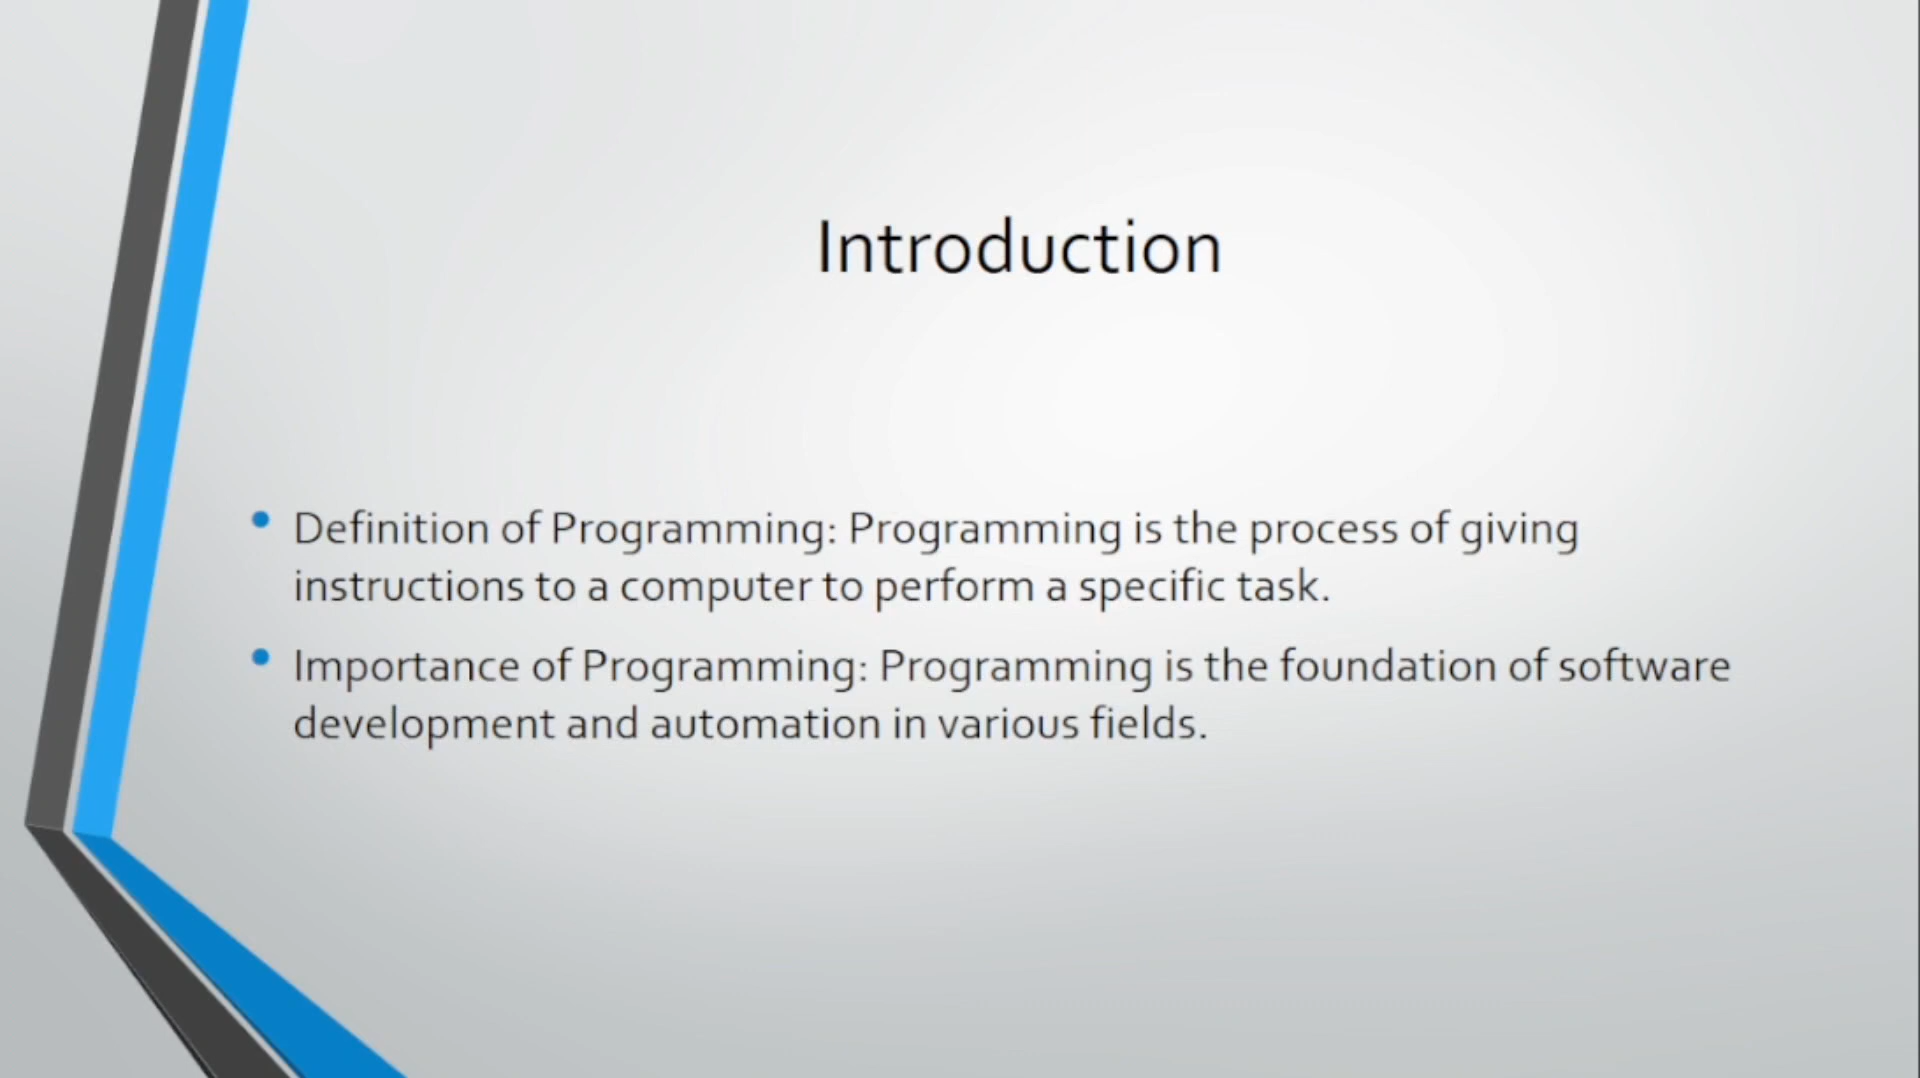 Introduction
• Definition of Programming: Programming is the process of giving
instructions to a computer to perform a specific task.
• Importance of Programming: Programming is the foundation of software
development and automation in various fields.